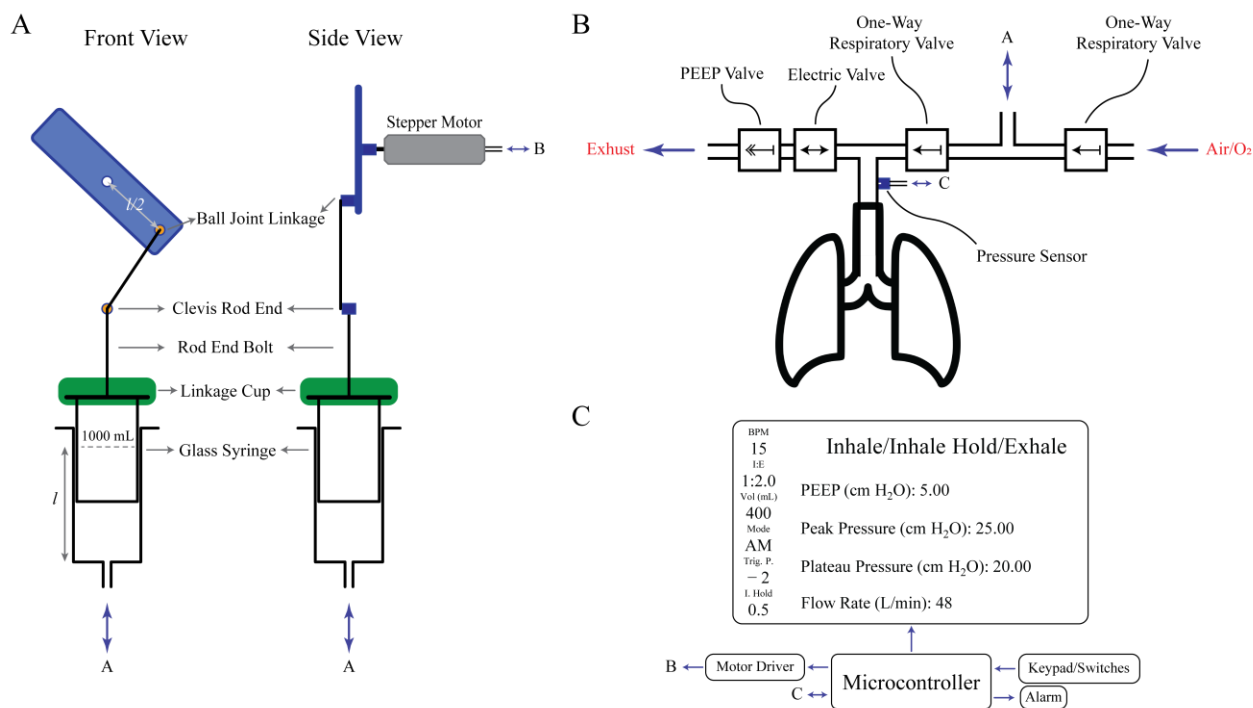 A
Front View
Side View
Stepper Motor
B
l/2
Ball Joint Linkage
Clevis Rod End
Rod End Bolt
Linkage Cup
1000 mL
Glass Syringe
l
A
A
B
One-Way
Respiratory Valve
A
One-Way
Respiratory Valve
PEEP Valve
Electric Valve
Exhust
Air/O₂
C
Pressure Sensor
C
BPM
15
I:E
1:2.0
Vol (mL)
400
Mode
AM
Trig. P.
− 2
I. Hold
0.5
Inhale/Inhale Hold/Exhale
PEEP (cm H₂O): 5.00
Peak Pressure (cm H₂O): 25.00
Plateau Pressure (cm H₂O): 20.00
Flow Rate (L/min): 48
B
Motor Driver
C
Microcontroller
Keypad/Switches
Alarm